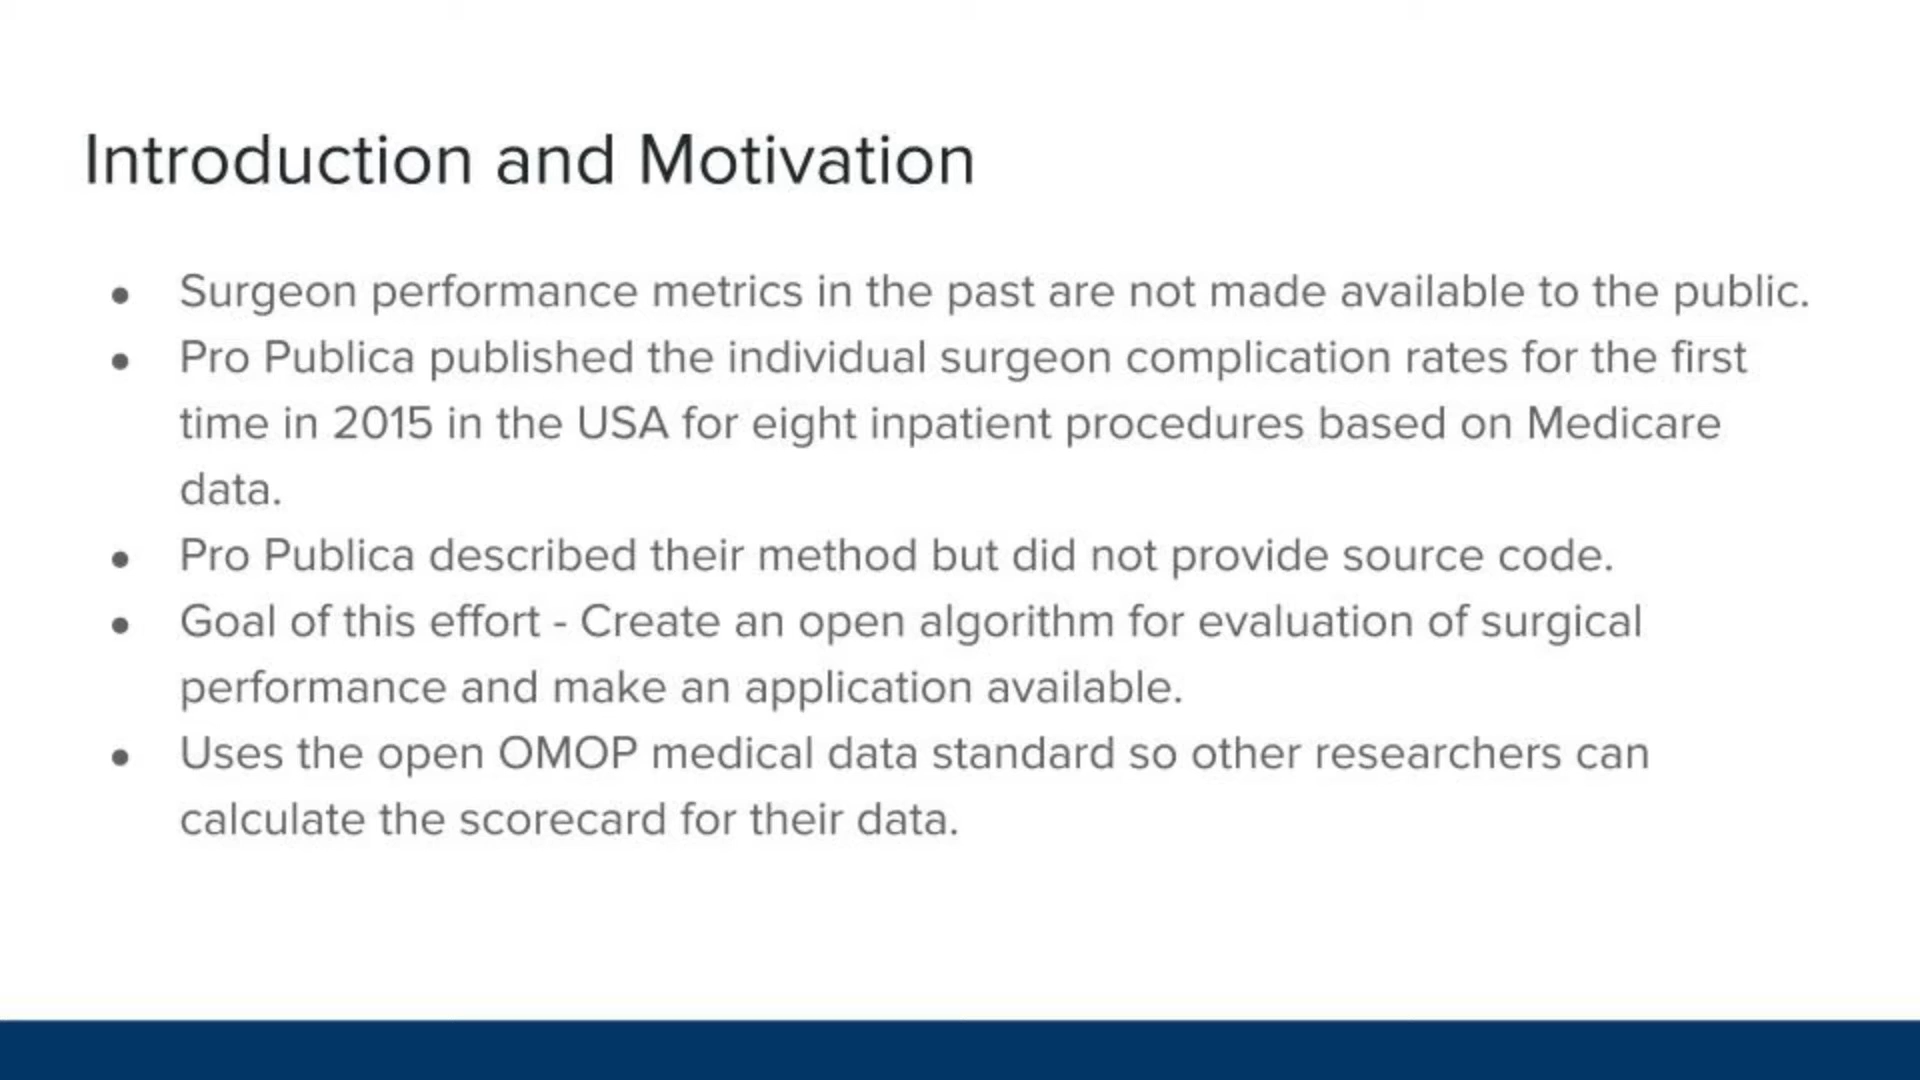 Introduction and Motivation
● Surgeon performance metrics in the past are not made available to the public.
● Pro Publica published the individual surgeon complication rates for the first
time in 2015 in the USA for eight inpatient procedures based on Medicare
data.
● Pro Publica described their method but did not provide source code.
● Goal of this effort - Create an open algorithm for evaluation of surgical
performance and make an application available.
● Uses the open OMOP medical data standard so other researchers can
calculate the scorecard for their data.